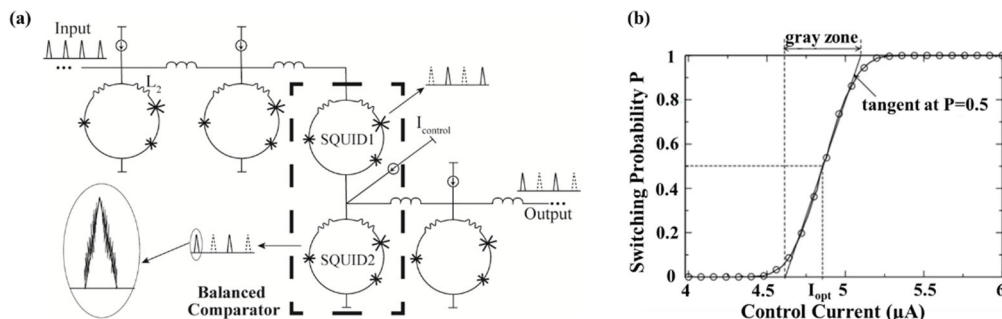 (a)
Input
...
L2
SQUID1
Icontrol
Output
...
SQUID2
Balanced
Comparator
(b)
gray zone
Switching Probability P
1
0.8
0.6
0.4
0.2
0
tangent at P=0.5
4
4.5
Iopt
5
5.5
6
Control Current (μA)